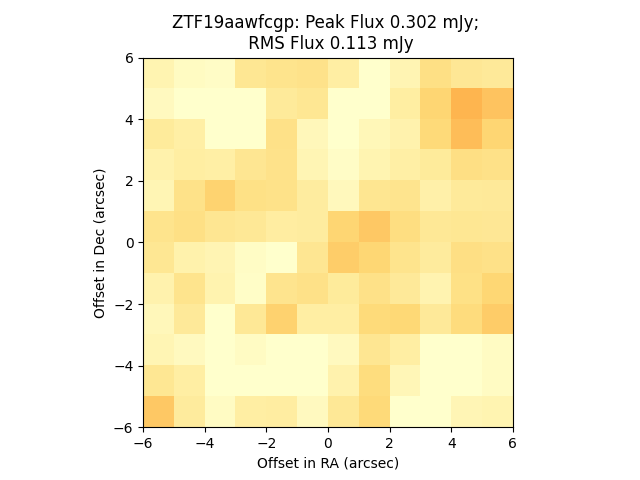 ZTF19aawfcgp: Peak Flux 0.302 mJy;
RMS Flux 0.113 mJy
6
4
2
0
−2
−4
−6
Offset in Dec (arcsec)
−6 −4 −2 0 2 4 6
Offset in RA (arcsec)